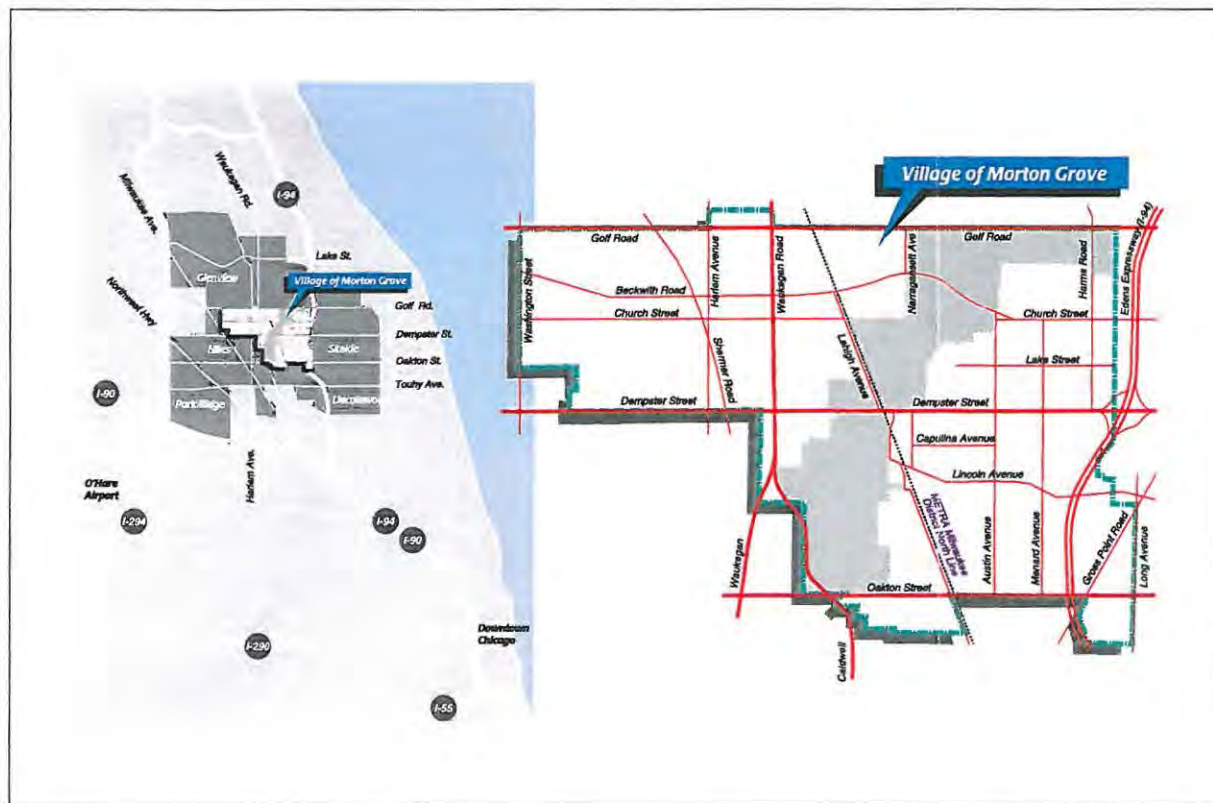 Milwaukee Ave.
Waukegan Rd.
I-94
Lake St.
Glenview
Village of Morton Grove
Northwest Hwy
Golf Rd.
Dempster St.
Niles
Skokie
Oakton St.
Touhy Ave.
I-90
Park Ridge
Harlem Ave.
O'Hare
Airport
I-294
I-94
I-90
Downtown
Chicago
I-290
I-55
Village of Morton Grove
Golf Road
Golf Road
Washington Street
Harlem Avenue
Waukegan Road
Narragansett Ave
Harms Road
Edens Expressway (I-94)
Beckwith Road
Church Street
Church Street
Shermer Road
Lehigh Avenue
Lake Street
Dempster Street
Dempster Street
Capulina Avenue
Lincoln Avenue
METRA Milwaukee
District North Line
Austin Avenue
Menard Avenue
Gross Point Road
Long Avenue
Waukegan
Oakton Street
Caldwell